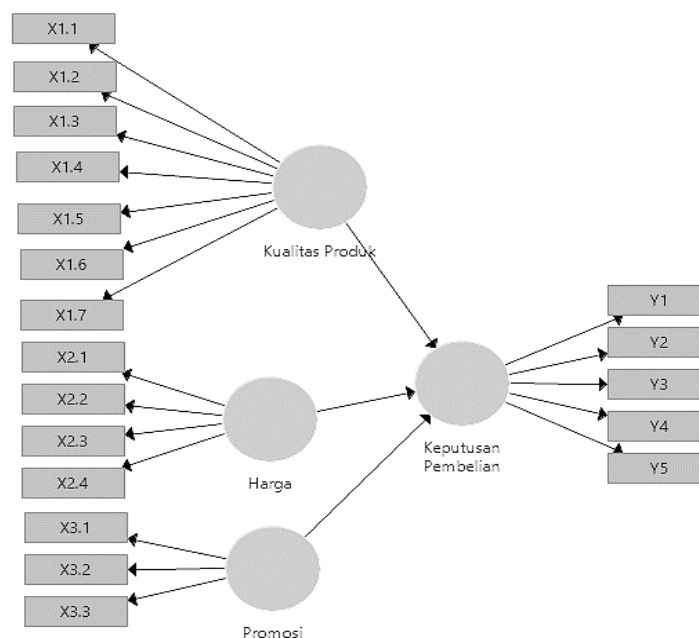 X1.1
X1.2
X1.3
X1.4
X1.5
X1.6
X1.7
Kualitas Produk
X2.1
X2.2
X2.3
X2.4
Harga
X3.1
X3.2
X3.3
Promosi
Keputusan
Pembelian
Y1
Y2
Y3
Y4
Y5